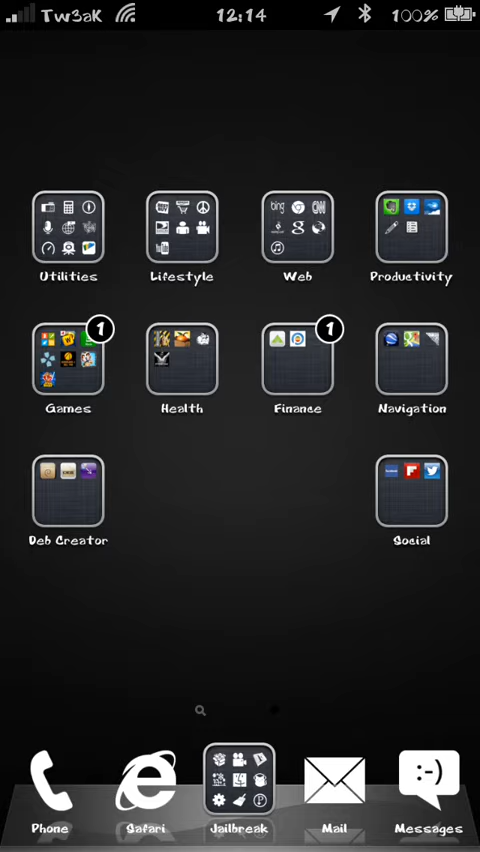 Tw3aK 12:14 100%
Utilities Lifestyle Web Productivity
1 1
Games Health Finance Navigation
Deb Creator Social
:-)
Phone Safari Jailbreak Mail Messages